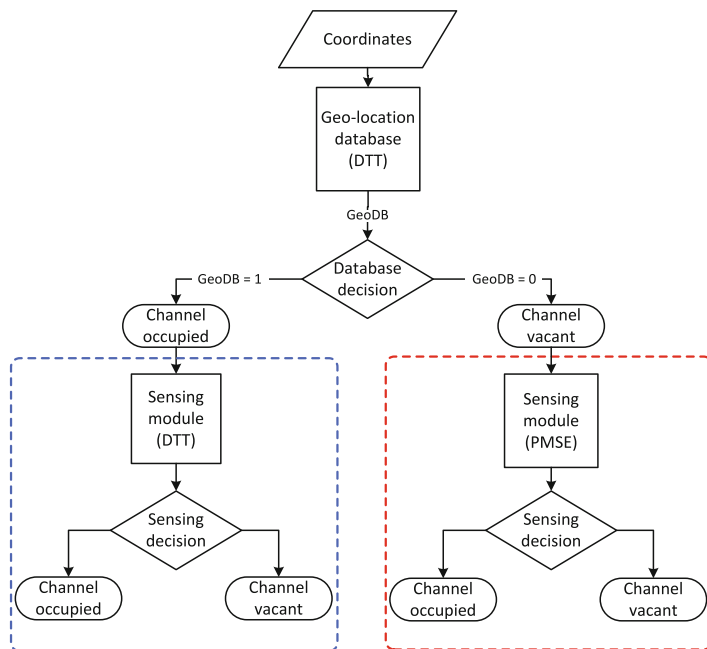 Coordinates
Geo-location
database
(DTT)
GeoDB
Database
decision
GeoDB = 1
GeoDB = 0
Channel
occupied
Channel
vacant
Sensing
module
(DTT)
Sensing
module
(PMSE)
Sensing
decision
Sensing
decision
Channel
occupied
Channel
vacant
Channel
occupied
Channel
vacant